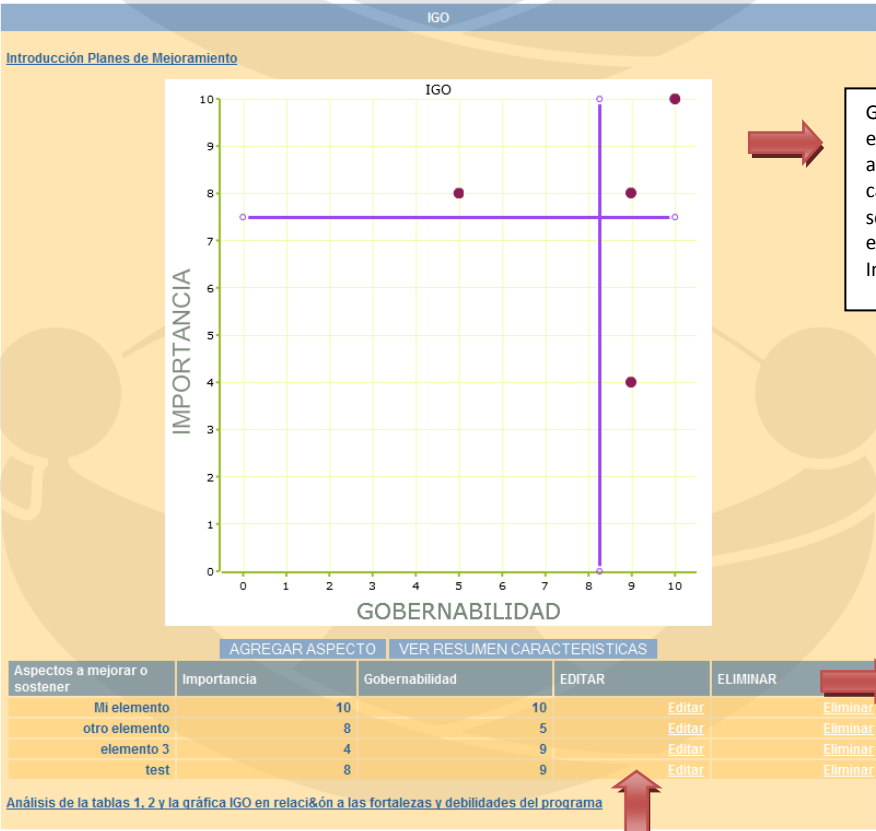 IGO
Introducción Planes de Mejoramiento
IGO
10
9
8
7
6
5
4
3
2
1
0
IMPORTANCIA
0 1 2 3 4 5 6 7 8 9 10
GOBERNABILIDAD
AGREGAR ASPECTO VER RESUMEN CARACTERISTICAS
Aspectos a mejorar o sostener Importancia Gobernabilidad EDITAR ELIMINAR
Mi elemento 10 10 Editar Eliminar
otro elemento 8 5 Editar Eliminar
elemento 3 4 9 Editar Eliminar
test 8 9 Editar Eliminar
Análisis de la tablas 1, 2 y la gráfica IGO en relaci&ón a las fortalezas y debilidades del programa